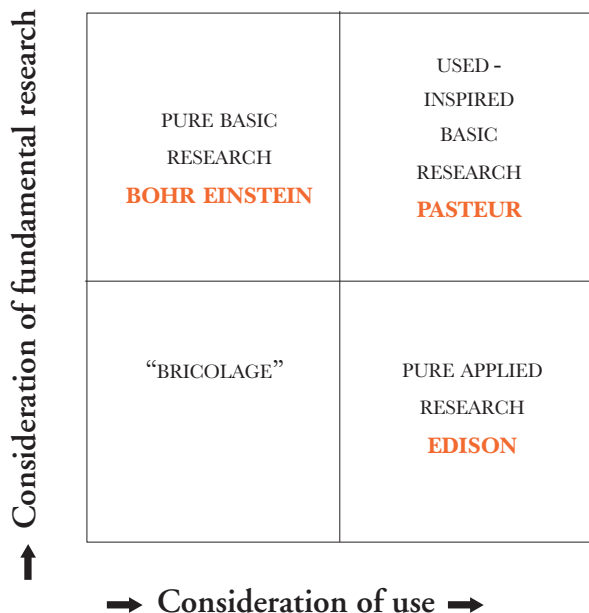 Consideration of fundamental research
PURE BASIC
RESEARCH
BOHR EINSTEIN
USED -
INSPIRED
BASIC
RESEARCH
PASTEUR
“BRICOLAGE”
PURE APPLIED
RESEARCH
EDISON
Consideration of use